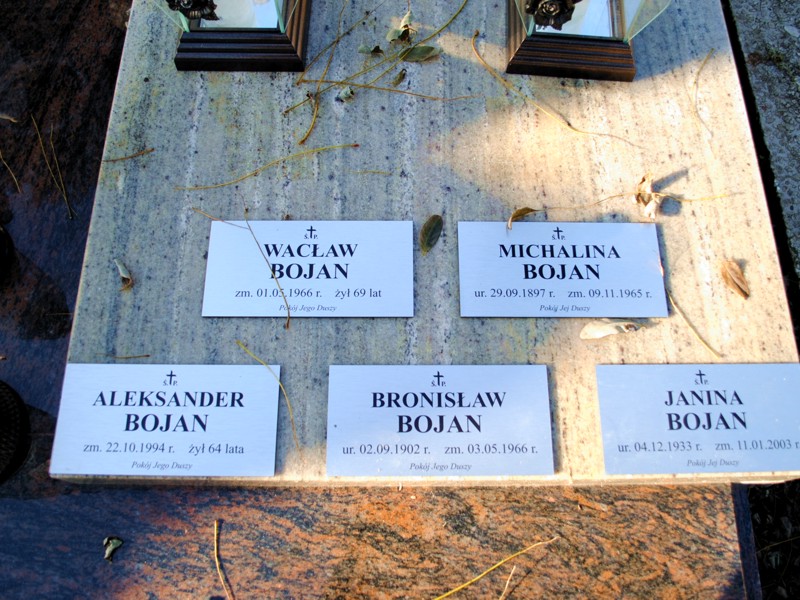 Ś.P.
WACŁAW
BOJAN
zm. 01.05.1966 r. żył 69 lat
Pokój Jego Duszy
Ś.P.
MICHALINA
BOJAN
ur. 29.09.1897 r. zm. 09.11.1965 r.
Pokój Jej Duszy
Ś.P.
ALEKSANDER
BOJAN
zm. 22.10.1994 r. żył 64 lata
Pokój Jego Duszy
Ś.P.
BRONISŁAW
BOJAN
ur. 02.09.1902 r. zm. 03.05.1966 r.
Pokój Jego Duszy
Ś.P.
JANINA
BOJAN
ur. 04.12.1933 r. zm. 11.01.2003 r.
Pokój Jej Duszy